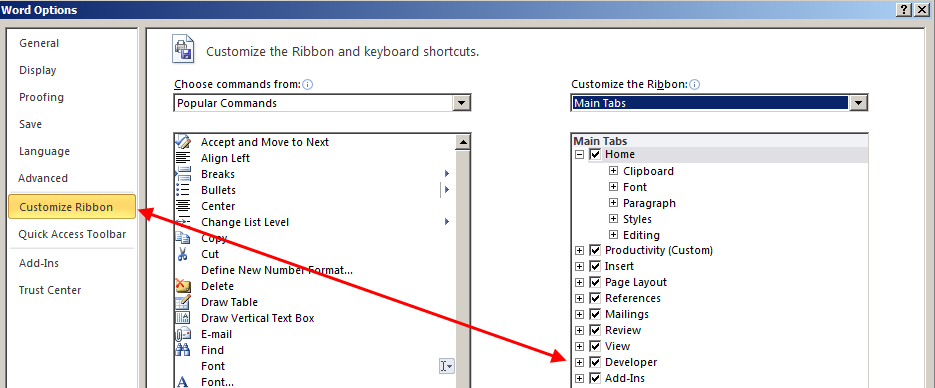 Word Options
General
Display
Proofing
Save
Language
Advanced
Customize Ribbon
Quick Access Toolbar
Add-Ins
Trust Center
Customize the Ribbon and keyboard shortcuts.
Choose commands from:
Popular Commands
Accept and Move to Next
Align Left
Breaks
Bullets
Center
Change List Level
Copy
Cut
Define New Number Format...
Delete
Draw Table
Draw Vertical Text Box
E-mail
Find
Font
Font...
Customize the Ribbon:
Main Tabs
Main Tabs
Home
Clipboard
Font
Paragraph
Styles
Editing
Productivity (Custom)
Insert
Page Layout
References
Mailings
Review
View
Developer
Add-Ins